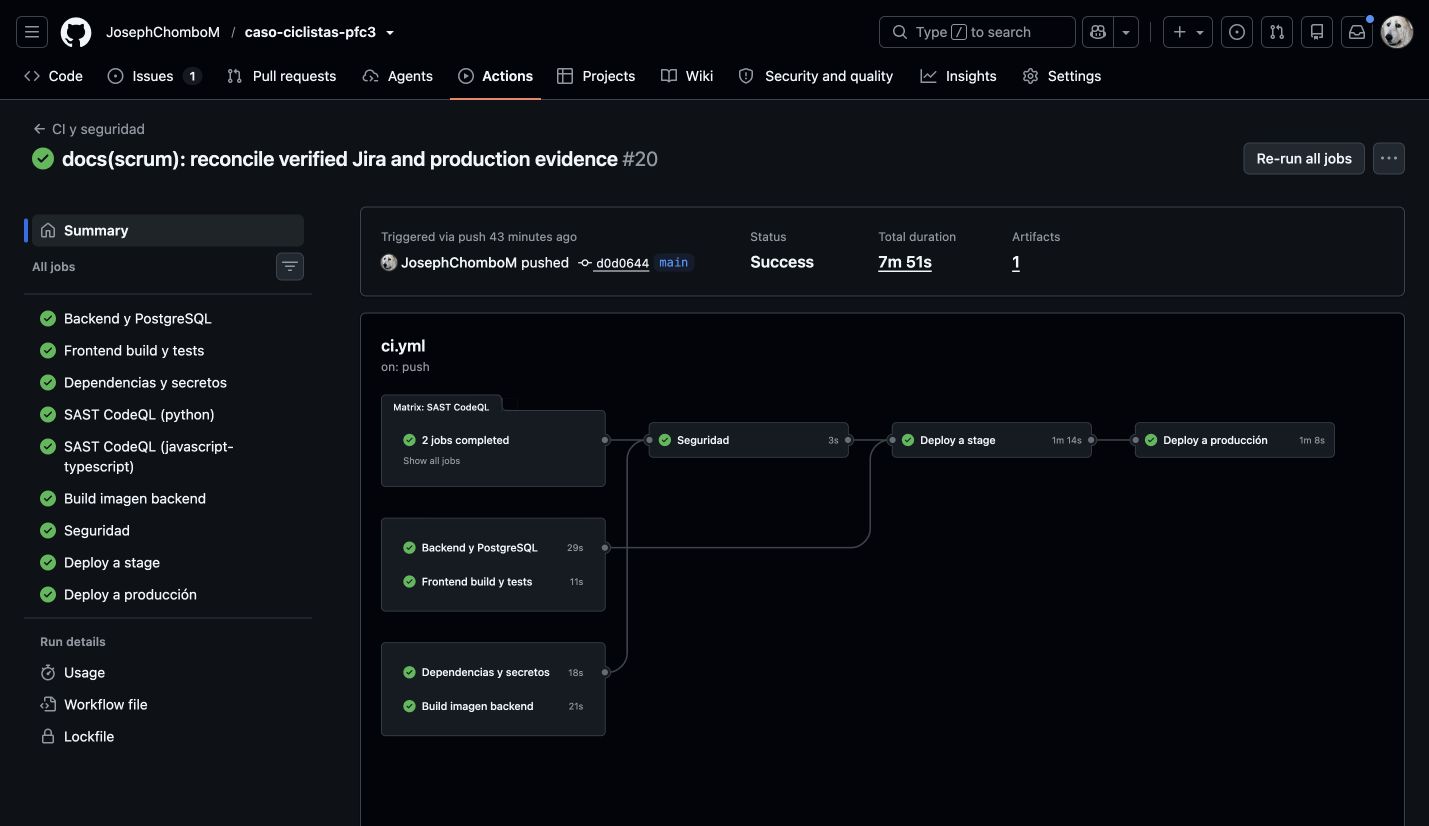 JosephChomboM / caso-ciclistas-pfc3
Type / to search
Code
Issues 1
Pull requests
Agents
Actions
Projects
Wiki
Security and quality
Insights
Settings
← CI y seguridad
docs(scrum): reconcile verified Jira and production evidence #20
Re-run all jobs
Summary
All jobs
Backend y PostgreSQL
Frontend build y tests
Dependencias y secretos
SAST CodeQL (python)
SAST CodeQL (javascript-
typescript)
Build imagen backend
Seguridad
Deploy a stage
Deploy a producción
Run details
Usage
Workflow file
Lockfile
Triggered via push 43 minutes ago
JosephChomboM pushed d0d0644 main
Status
Success
Total duration
7m 51s
Artifacts
1
ci.yml
on: push
Matrix: SAST CodeQL
2 jobs completed
Show all jobs
Seguridad 3s
Deploy a stage 1m 14s
Deploy a producción 1m 8s
Backend y PostgreSQL 29s
Frontend build y tests 11s
Dependencias y secretos 18s
Build imagen backend 21s